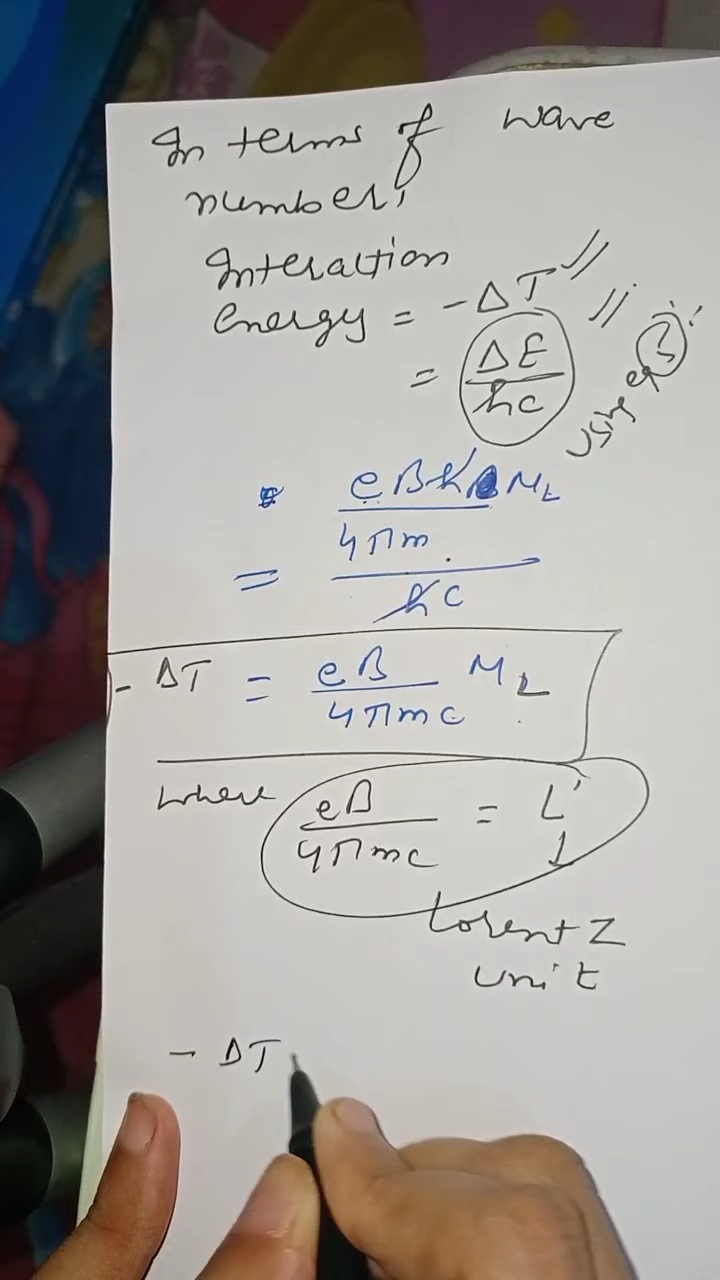 In terms of wave
number,
Interaction
energy = - ΔT
= ΔE / hc using eq 3
eBh M_L / 4πm
= / hc
- ΔT = eB / 4πmc M_L
where eB / 4πmc = L'
↓
Lorentz
unit
- ΔT